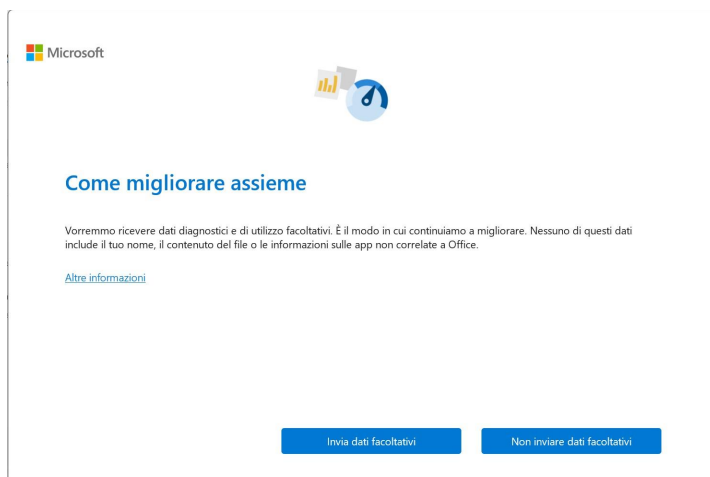 Microsoft
Come migliorare assieme
Vorremmo ricevere dati diagnostici e di utilizzo facoltativi. È il modo in cui continuiamo a migliorare. Nessuno di questi dati
include il tuo nome, il contenuto del file o le informazioni sulle app non correlate a Office.
Altre informazioni
Invia dati facoltativi
Non inviare dati facoltativi